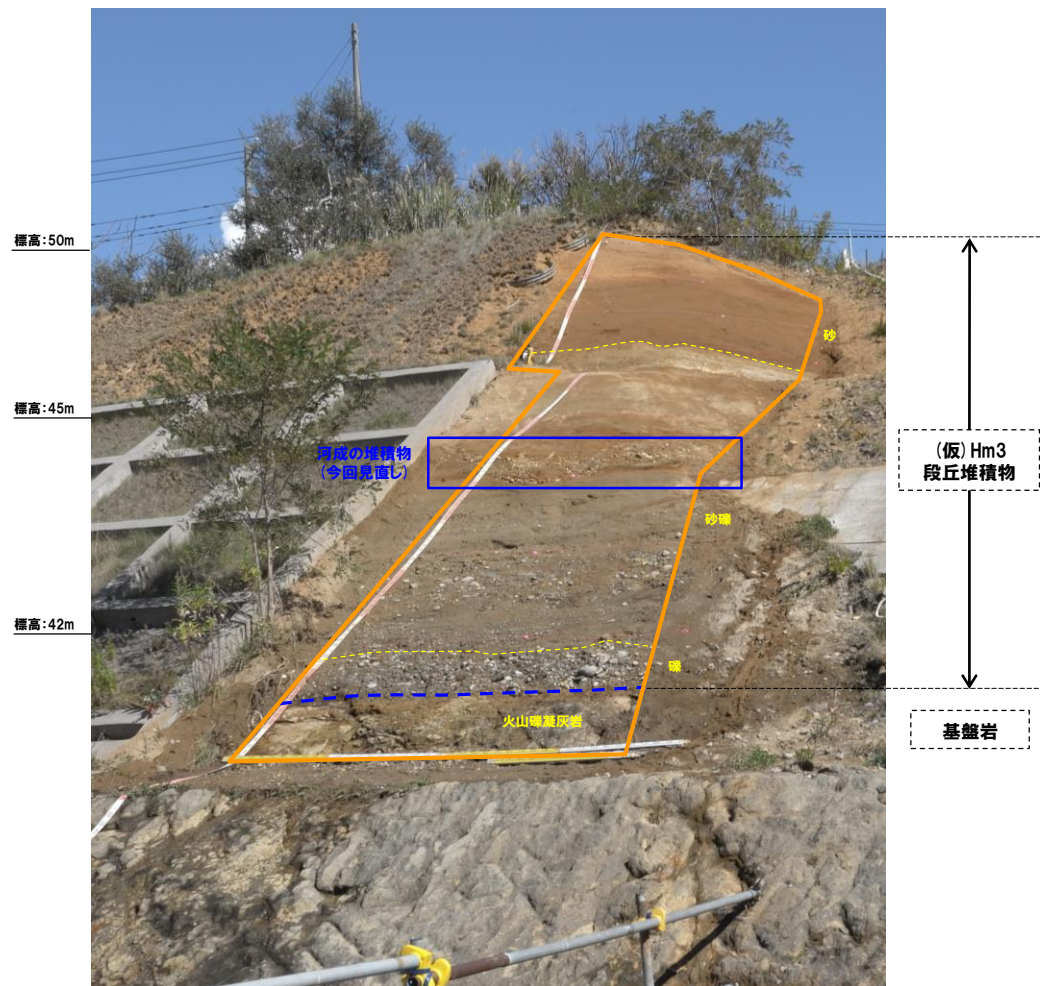 標高:50m
砂
標高:45m
河成の堆積物
(今回見直し)
(仮)Hm3
段丘堆積物
砂礫
標高:42m
礫
火山礫凝灰岩
基盤岩